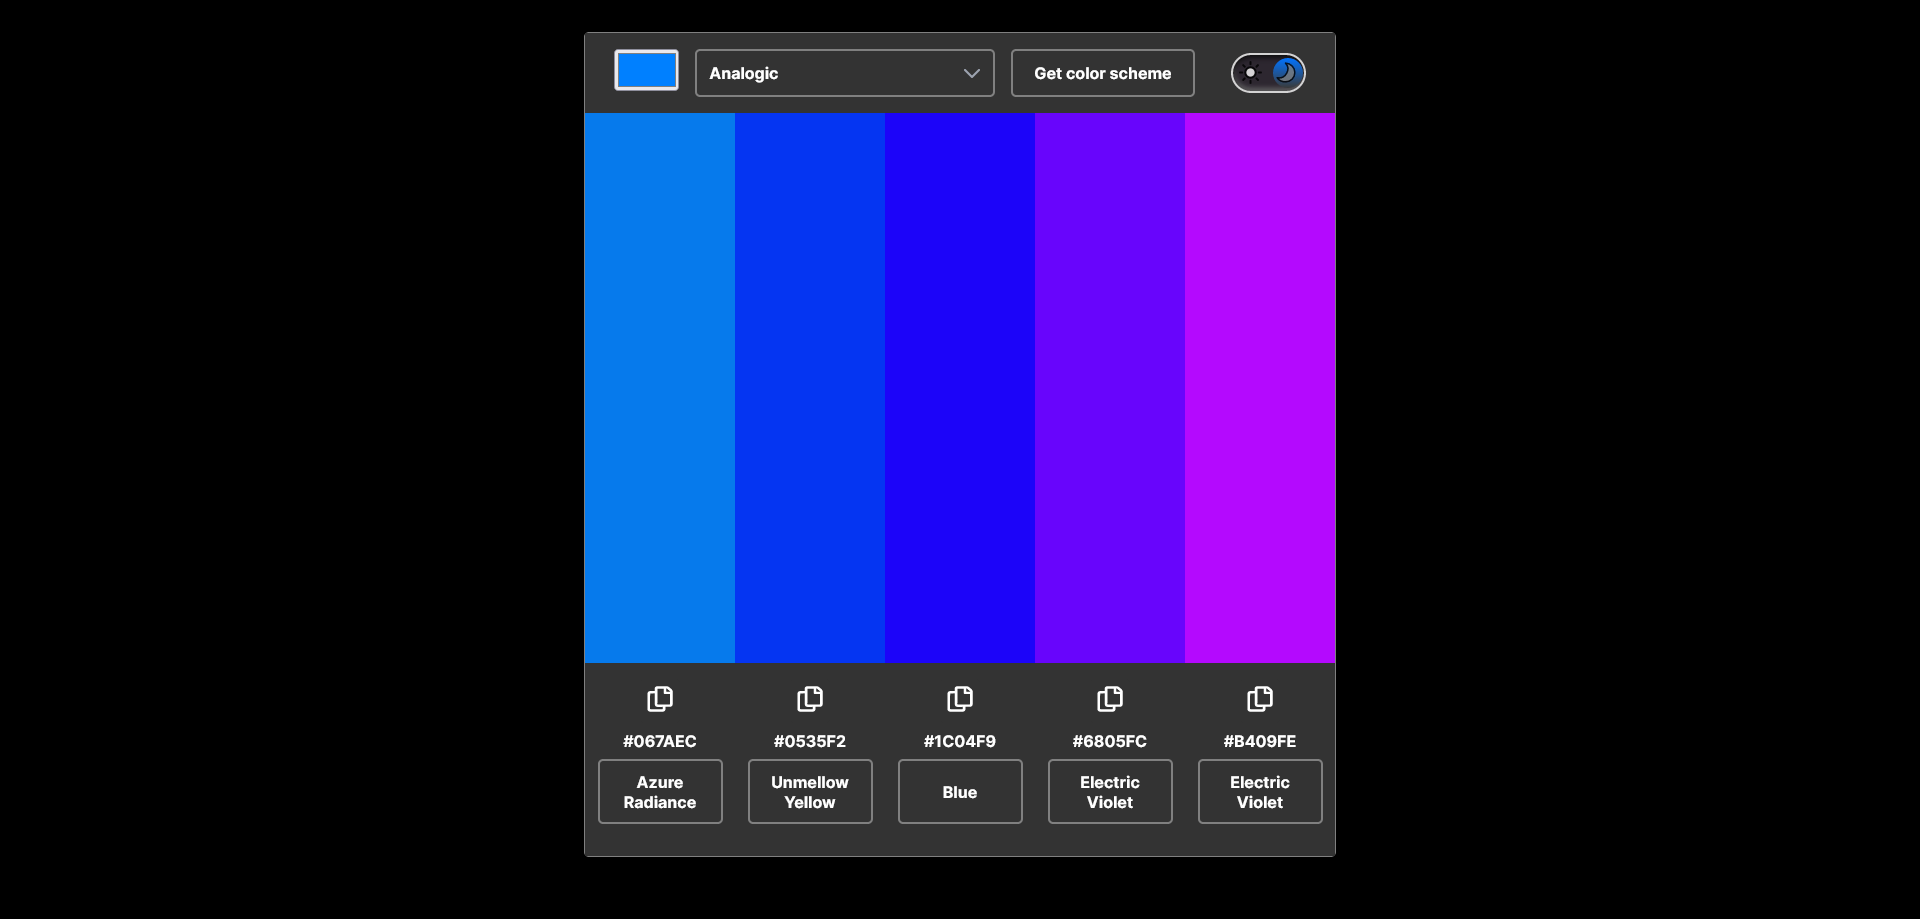 Analogic
Get color scheme
#067AEC
#0535F2
#1C04F9
#6805FC
#B409FE
Azure
Radiance
Unmellow
Yellow
Blue
Electric
Violet
Electric
Violet